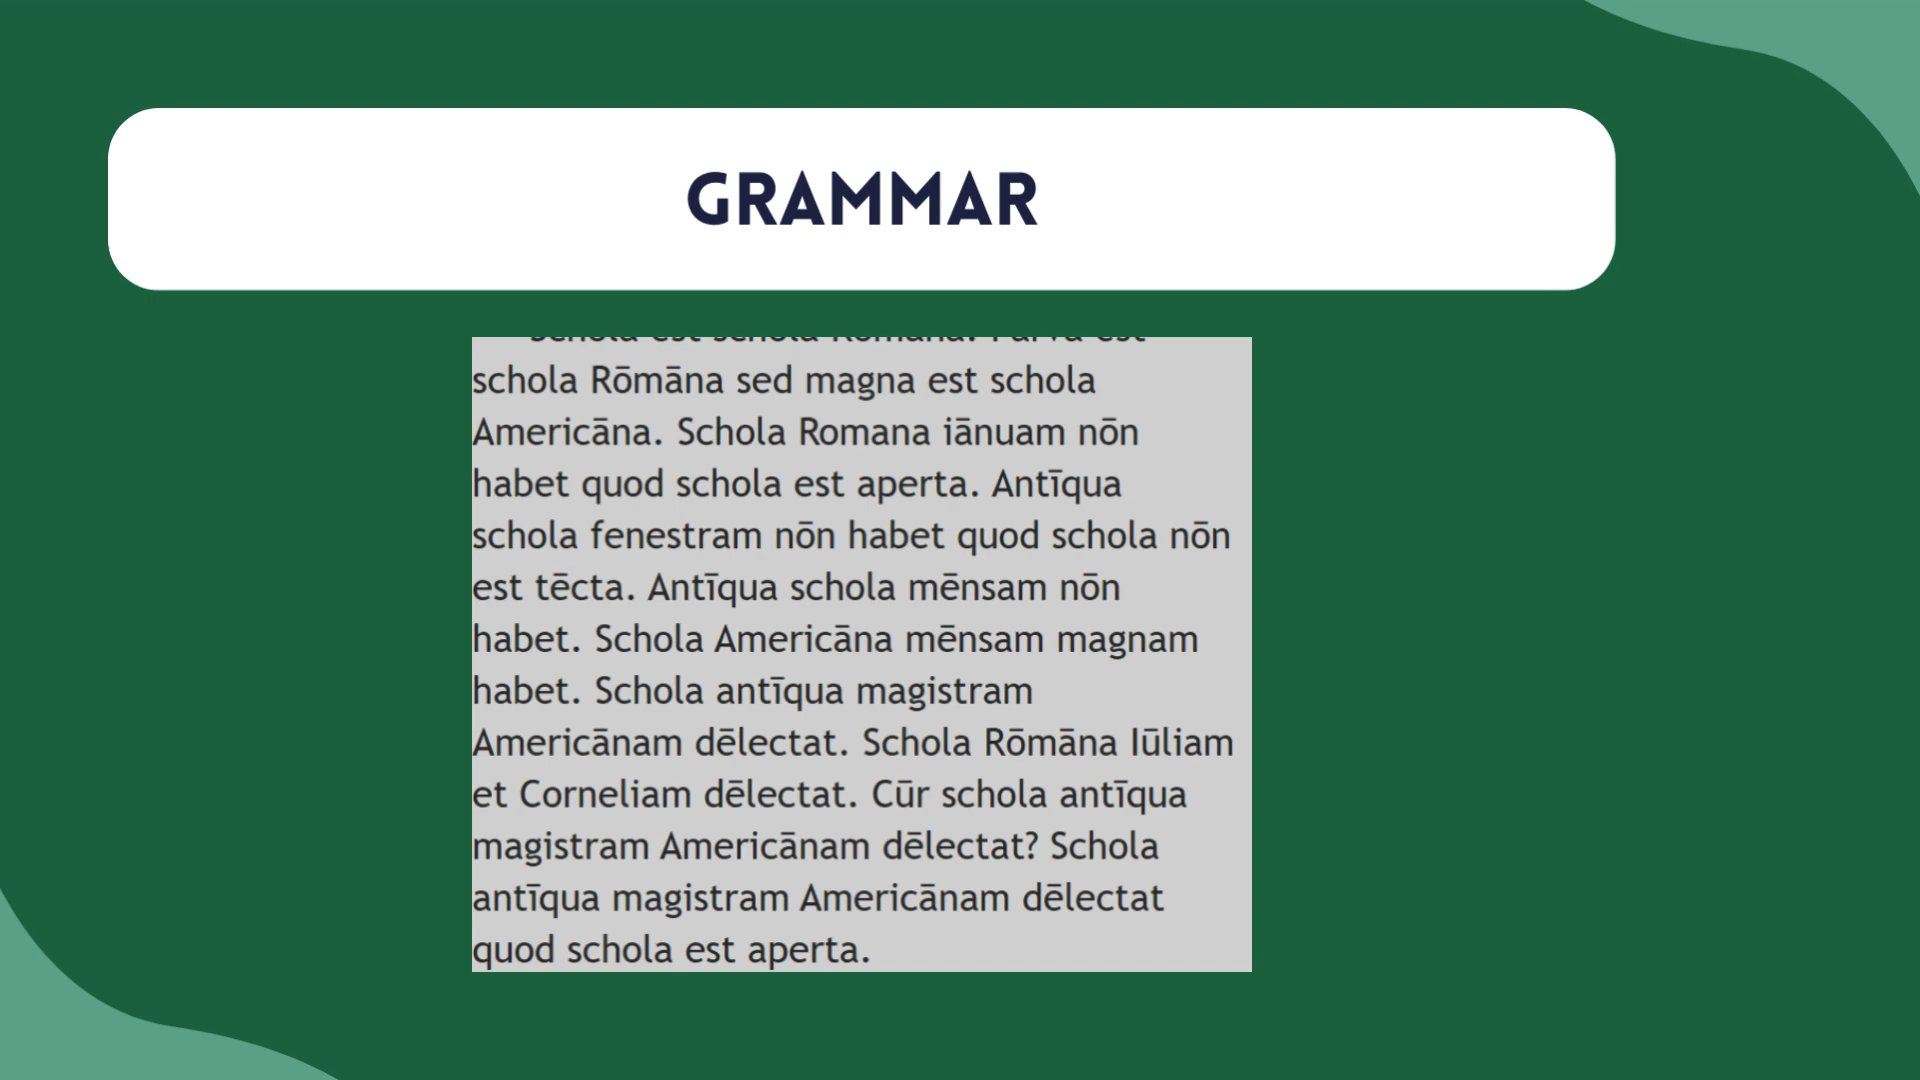 GRAMMAR
schola Rōmāna sed magna est schola
Americāna. Schola Romana iānuam nōn
habet quod schola est aperta. Antīqua
schola fenestram nōn habet quod schola nōn
est tēcta. Antīqua schola mēnsam nōn
habet. Schola Americāna mēnsam magnam
habet. Schola antīqua magistram
Americānam dēlectat. Schola Rōmāna Iūliam
et Corneliam dēlectat. Cūr schola antīqua
magistram Americānam dēlectat? Schola
antīqua magistram Americānam dēlectat
quod schola est aperta.